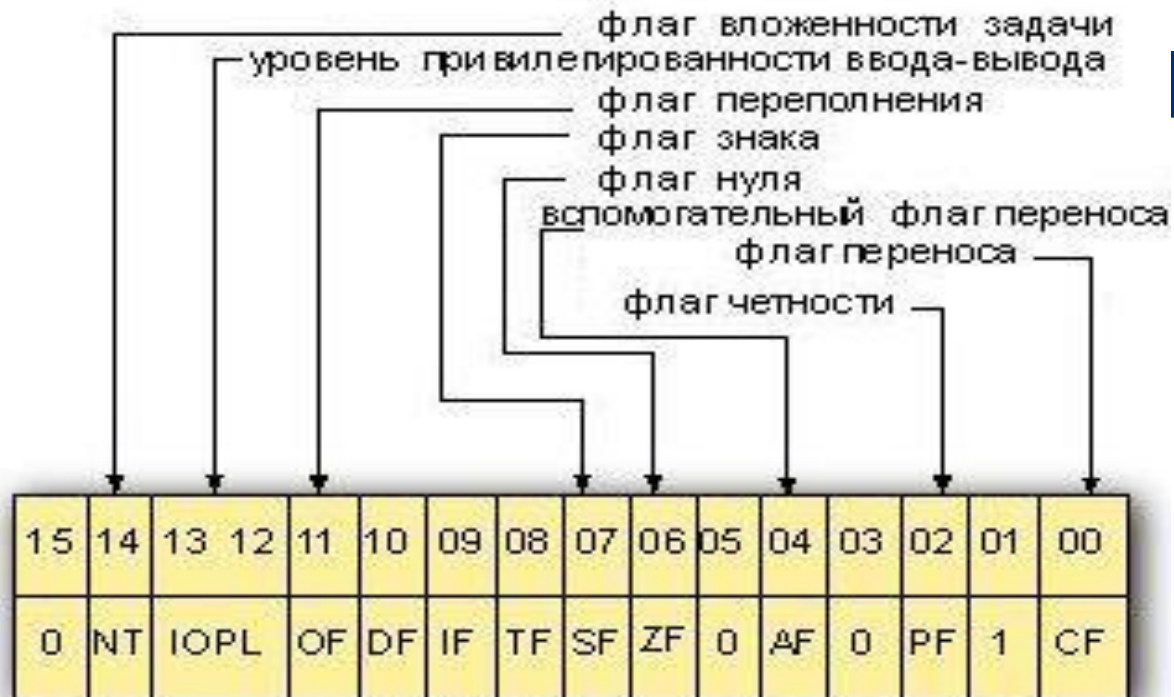 флаг вложенности задачи
уровень привилегированности ввода-вывода
флаг переполнения
флаг знака
флаг нуля
вспомогательный флаг переноса
флаг переноса
флаг четности
15 14 13 12 11 10 09 08 07 06 05 04 03 02 01 00
0 NT IOPL OF DF IF TF SF ZF 0 AF 0 PF 1 CF